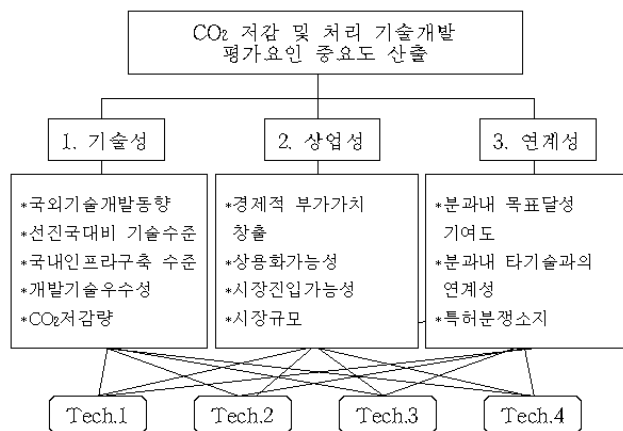 CO₂ 저감 및 처리 기술개발
평가요인 중요도 산출
1. 기술성
2. 상업성
3. 연계성
*국외기술개발동향
*선진국대비 기술수준
*국내인프라구축 수준
*개발기술우수성
*CO₂저감량
*경제적 부가가치
창출
*상용화가능성
*시장진입가능성
*시장규모
*분과내 목표달성
기여도
*분과내 타기술과의
연계성
*특허분쟁소지
Tech.1
Tech.2
Tech.3
Tech.4